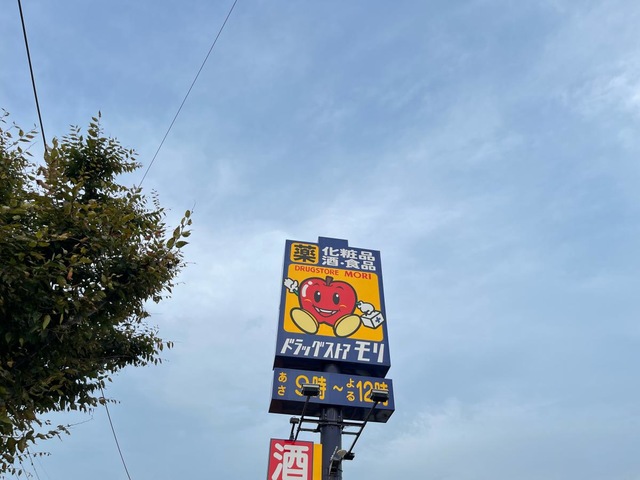 薬 化粧品
酒・食品
DRUGSTORE MORI
ドラッグストア モリ
あさ 9時〜よる12時
酒